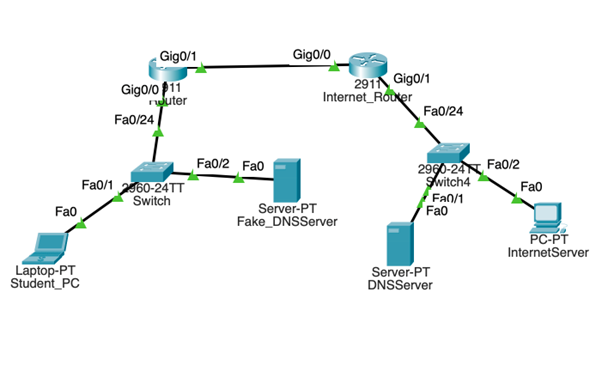 Gig0/1
Gig0/0
911
Router
Gig0/0
2911
Internet_Router
Gig0/1
Fa0/24
Fa0/24
Fa0/1
2960-24TT
Switch
Fa0/2
Fa0
Server-PT
Fake_DNSServer
Fa0
Laptop-PT
Student_PC
2960-24TT
Switch4
Fa0/2
Fa0
Fa0/1
Fa0
Server-PT
DNSServer
PC-PT
InternetServer